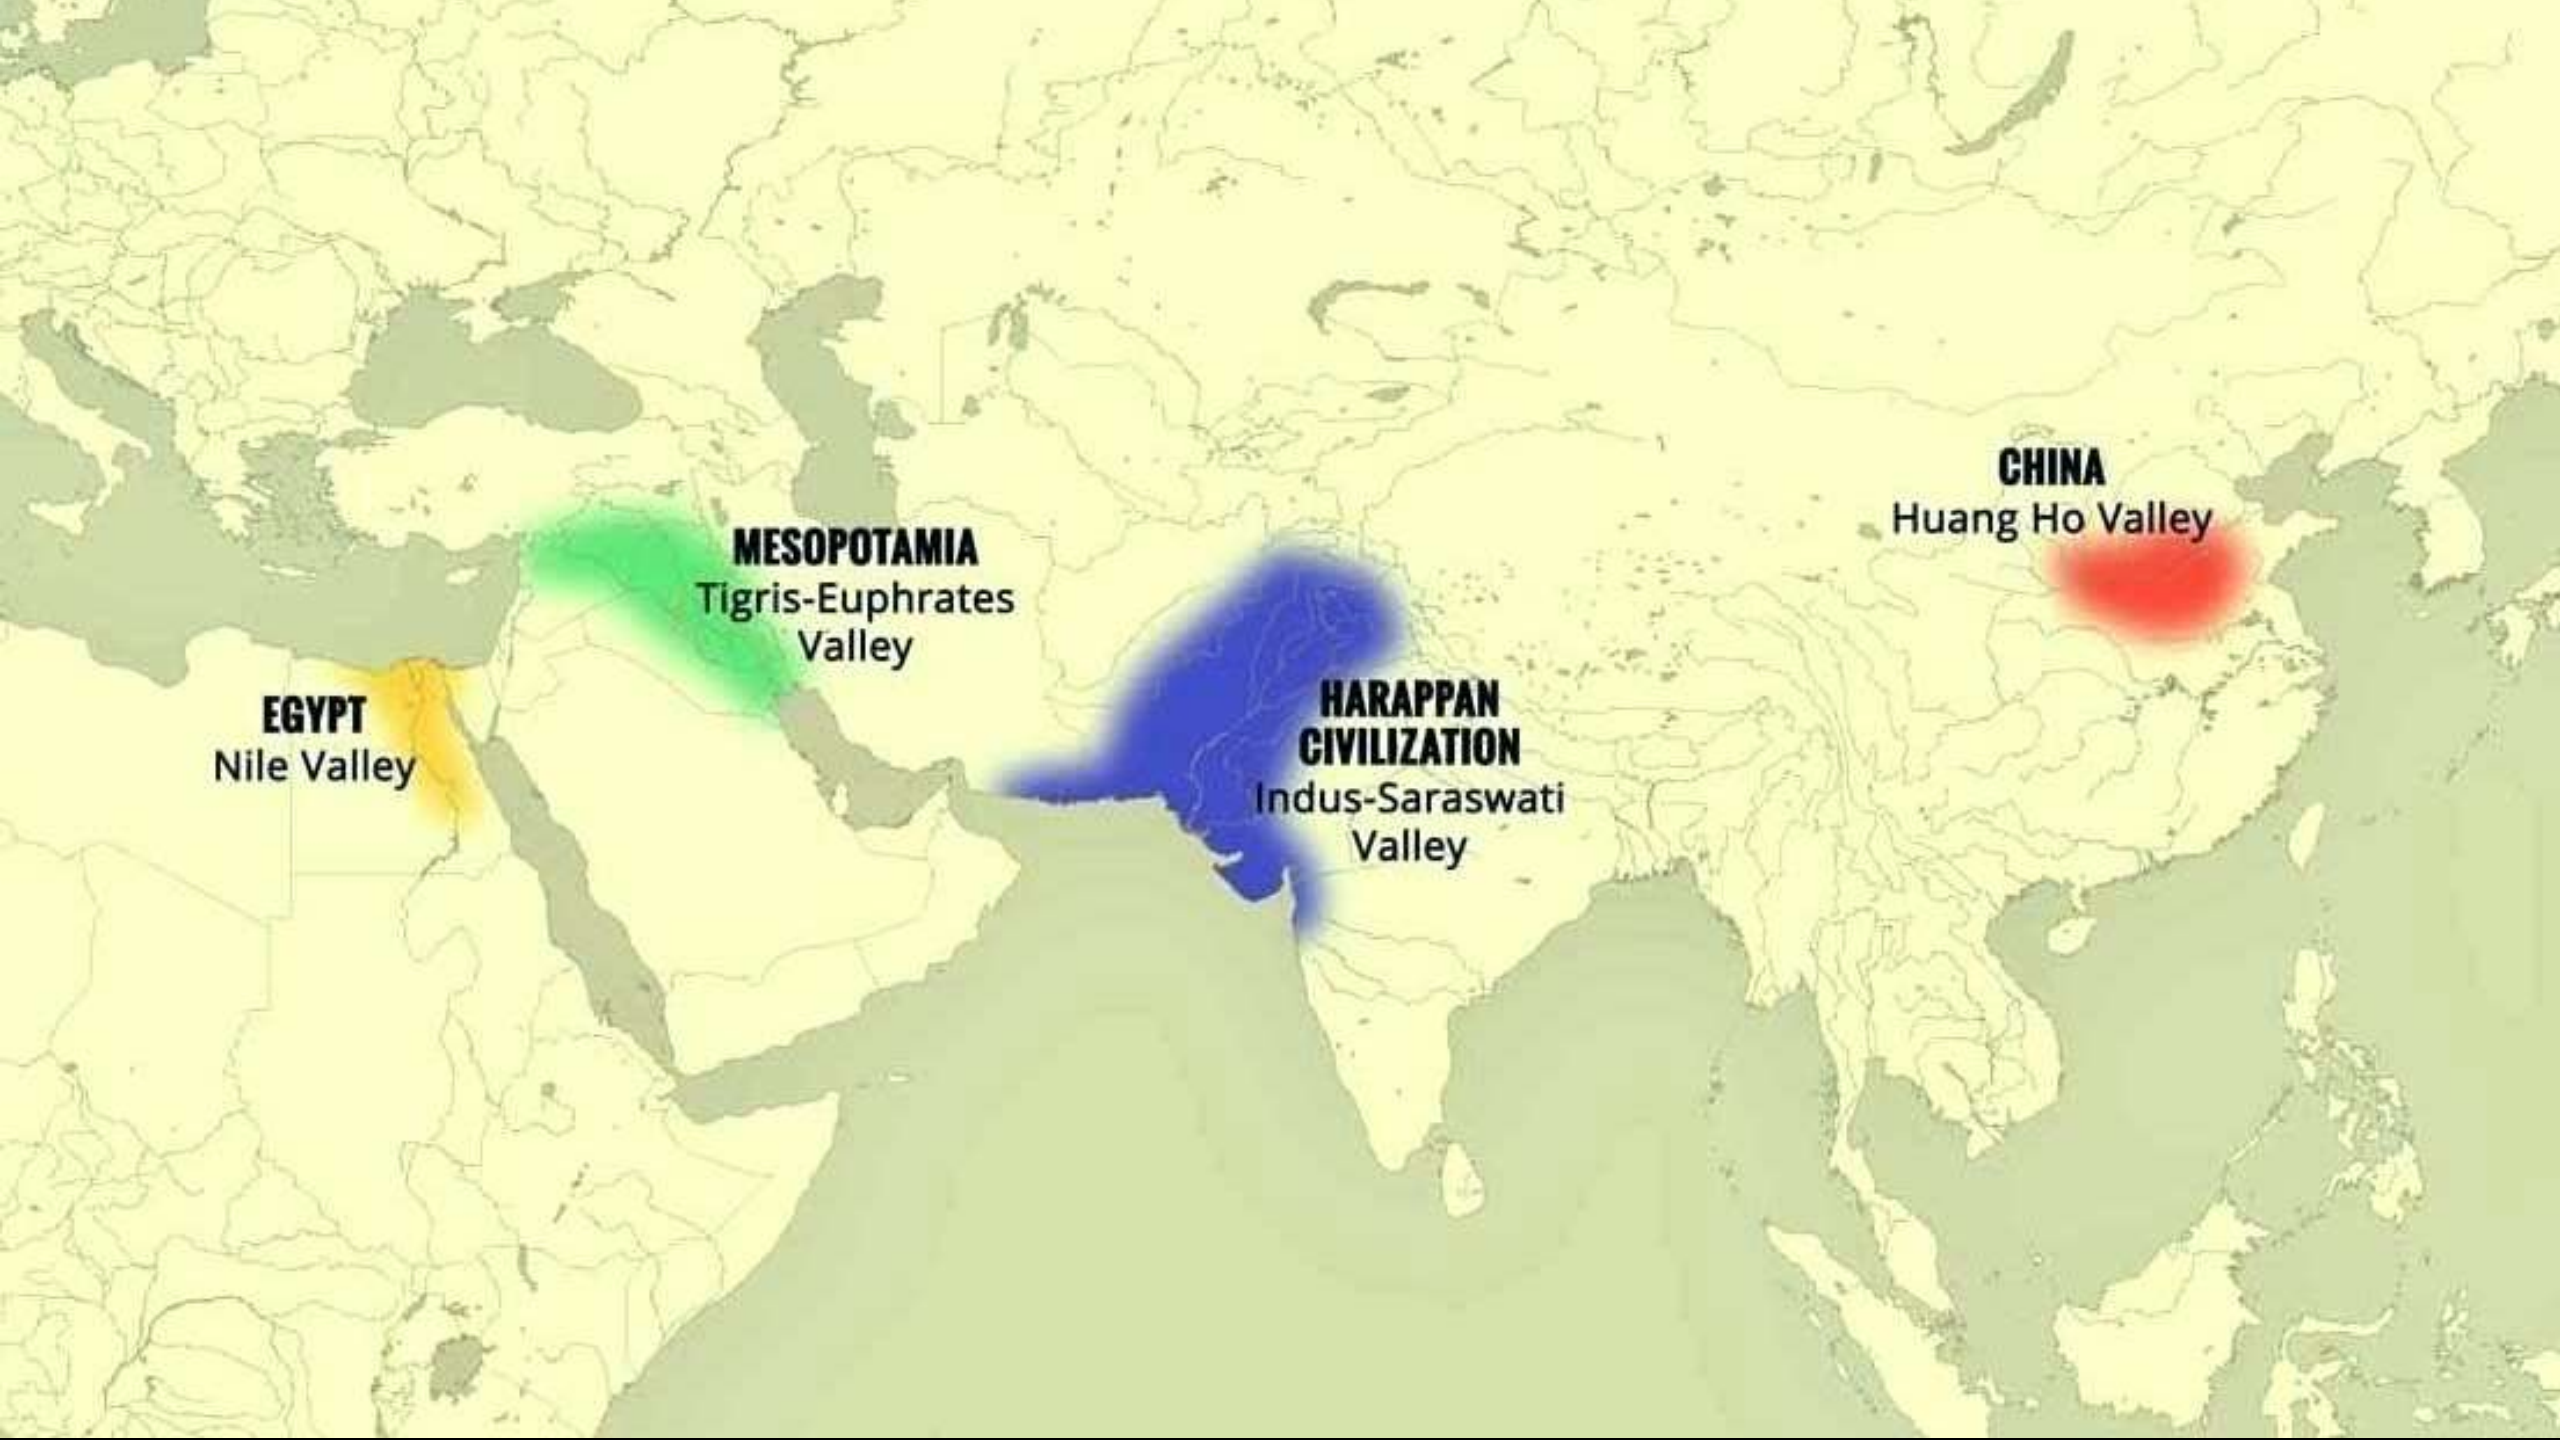 CHINA
Huang Ho Valley
MESOPOTAMIA
Tigris-Euphrates
Valley
EGYPT
Nile Valley
HARAPPAN
CIVILIZATION
Indus-Saraswati
Valley